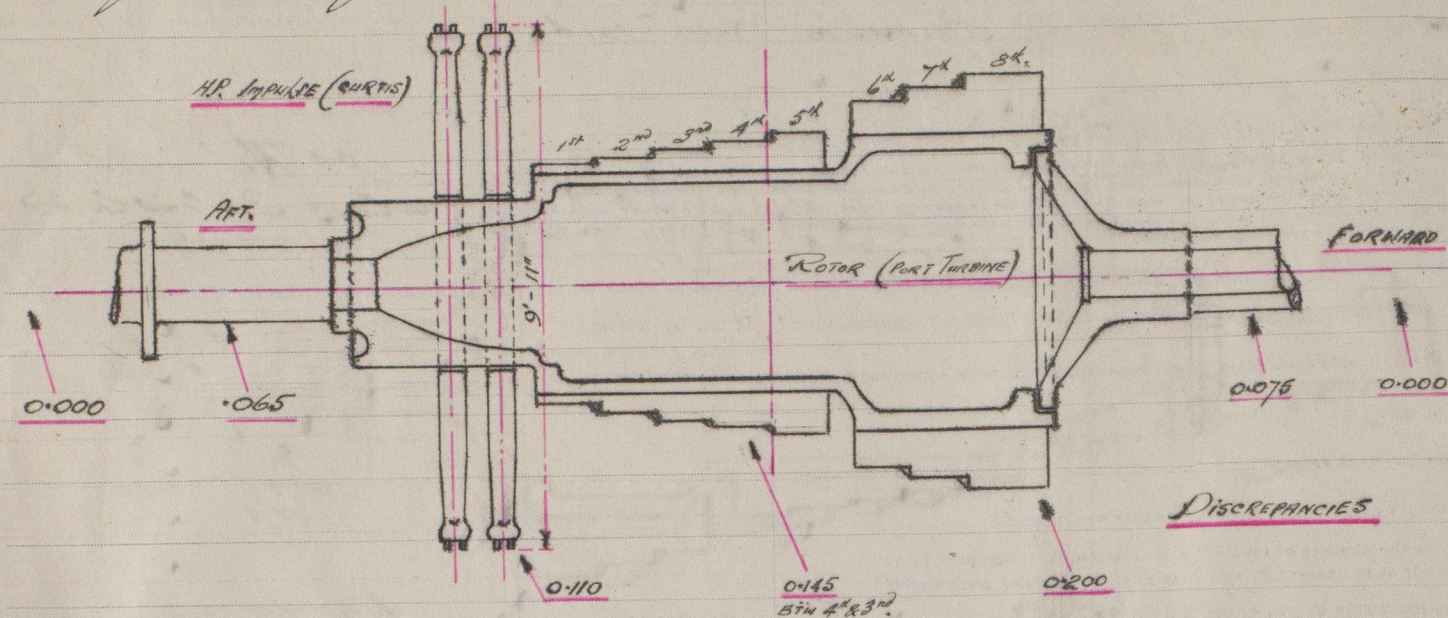 H.P. IMPULSE (CURTIS)
1st 2nd 3rd 4th 5th
6th 7th 8th.
AFT.
FORWARD
ROTOR (PORT TURBINE)
9'-11"
0.000
.065
0.075
0.000
DISCREPANCIES
0.110
0.145
BTW 4th & 3rd.
0.200